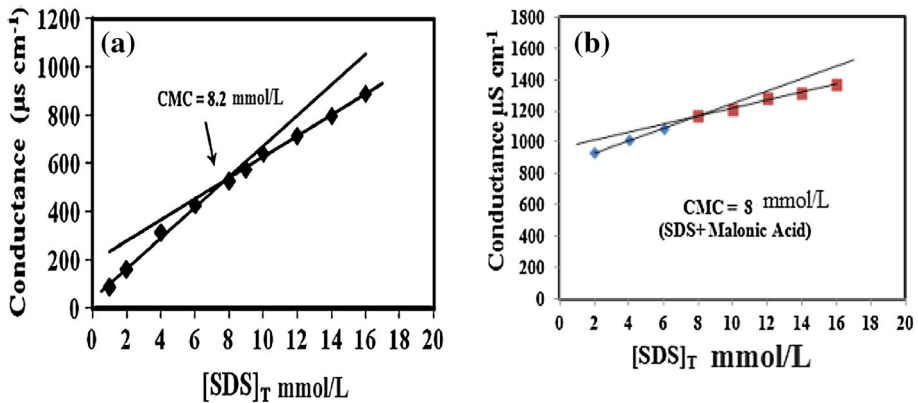 (a)
Conductance (µs cm⁻¹)
1200
1000
800
600
400
200
0
CMC = 8.2 mmol/L
0 2 4 6 8 10 12 14 16 18 20
[SDS]T mmol/L
(b)
Conductance µS cm⁻¹
1800
1600
1400
1200
1000
800
600
400
200
0
CMC = 8 mmol/L
(SDS+ Malonic Acid)
0 2 4 6 8 10 12 14 16 18 20
[SDS]T mmol/L